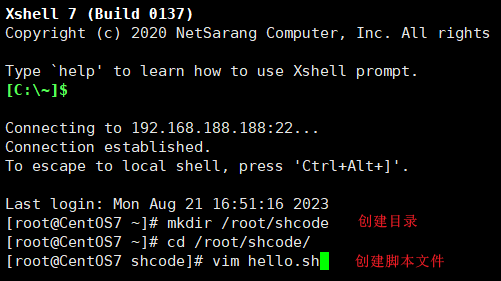 Xshell 7 (Build 0137)
Copyright (c) 2020 NetSarang Computer, Inc. All rights
Type `help' to learn how to use Xshell prompt.
[C:\~]$
Connecting to 192.168.188.188:22...
Connection established.
To escape to local shell, press 'Ctrl+Alt+]'.
Last login: Mon Aug 21 16:51:16 2023
[root@CentOS7 ~]# mkdir /root/shcode 创建目录
[root@CentOS7 ~]# cd /root/shcode/
[root@CentOS7 shcode]# vim hello.sh 创建脚本文件